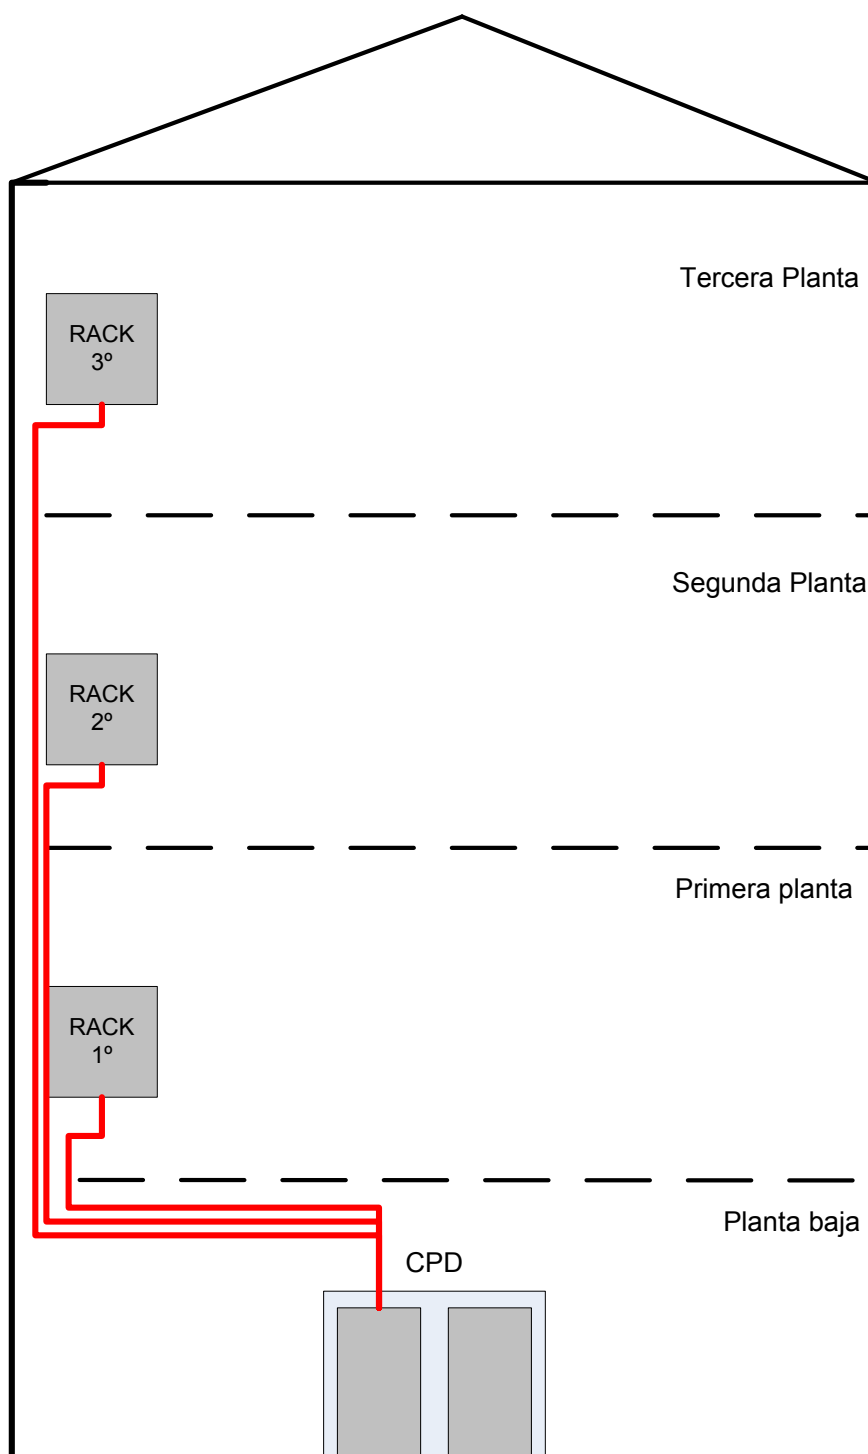 Tercera Planta
RACK
3º
Segunda Planta
RACK
2º
Primera planta
RACK
1º
Planta baja
CPD